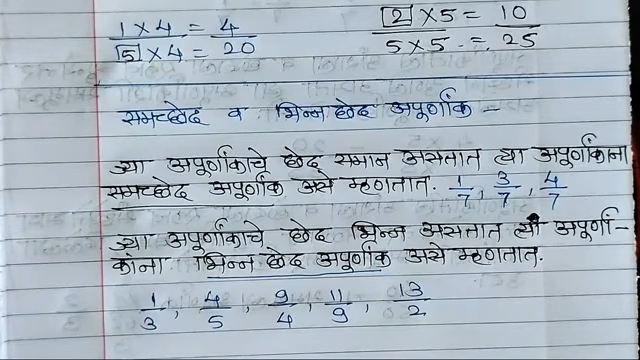 1 × 4 = 4 2 × 5 = 10
5 × 4 = 20 5 × 5 = 25
समच्छेद व भिन्न छेद अपूर्णांक -
ज्या अपूर्णांकाचे छेद समान असतात त्या अपूर्णांकांना
समच्छेद अपूर्णांक असे म्हणतात. 1/7, 3/7, 4/7
ज्या अपूर्णांकाचे छेद भिन्न असतात त्या अपूर्णां-
कांना भिन्न छेद अपूर्णांक असे म्हणतात.
1/3, 4/5, 9/4, 11/9, 13/2